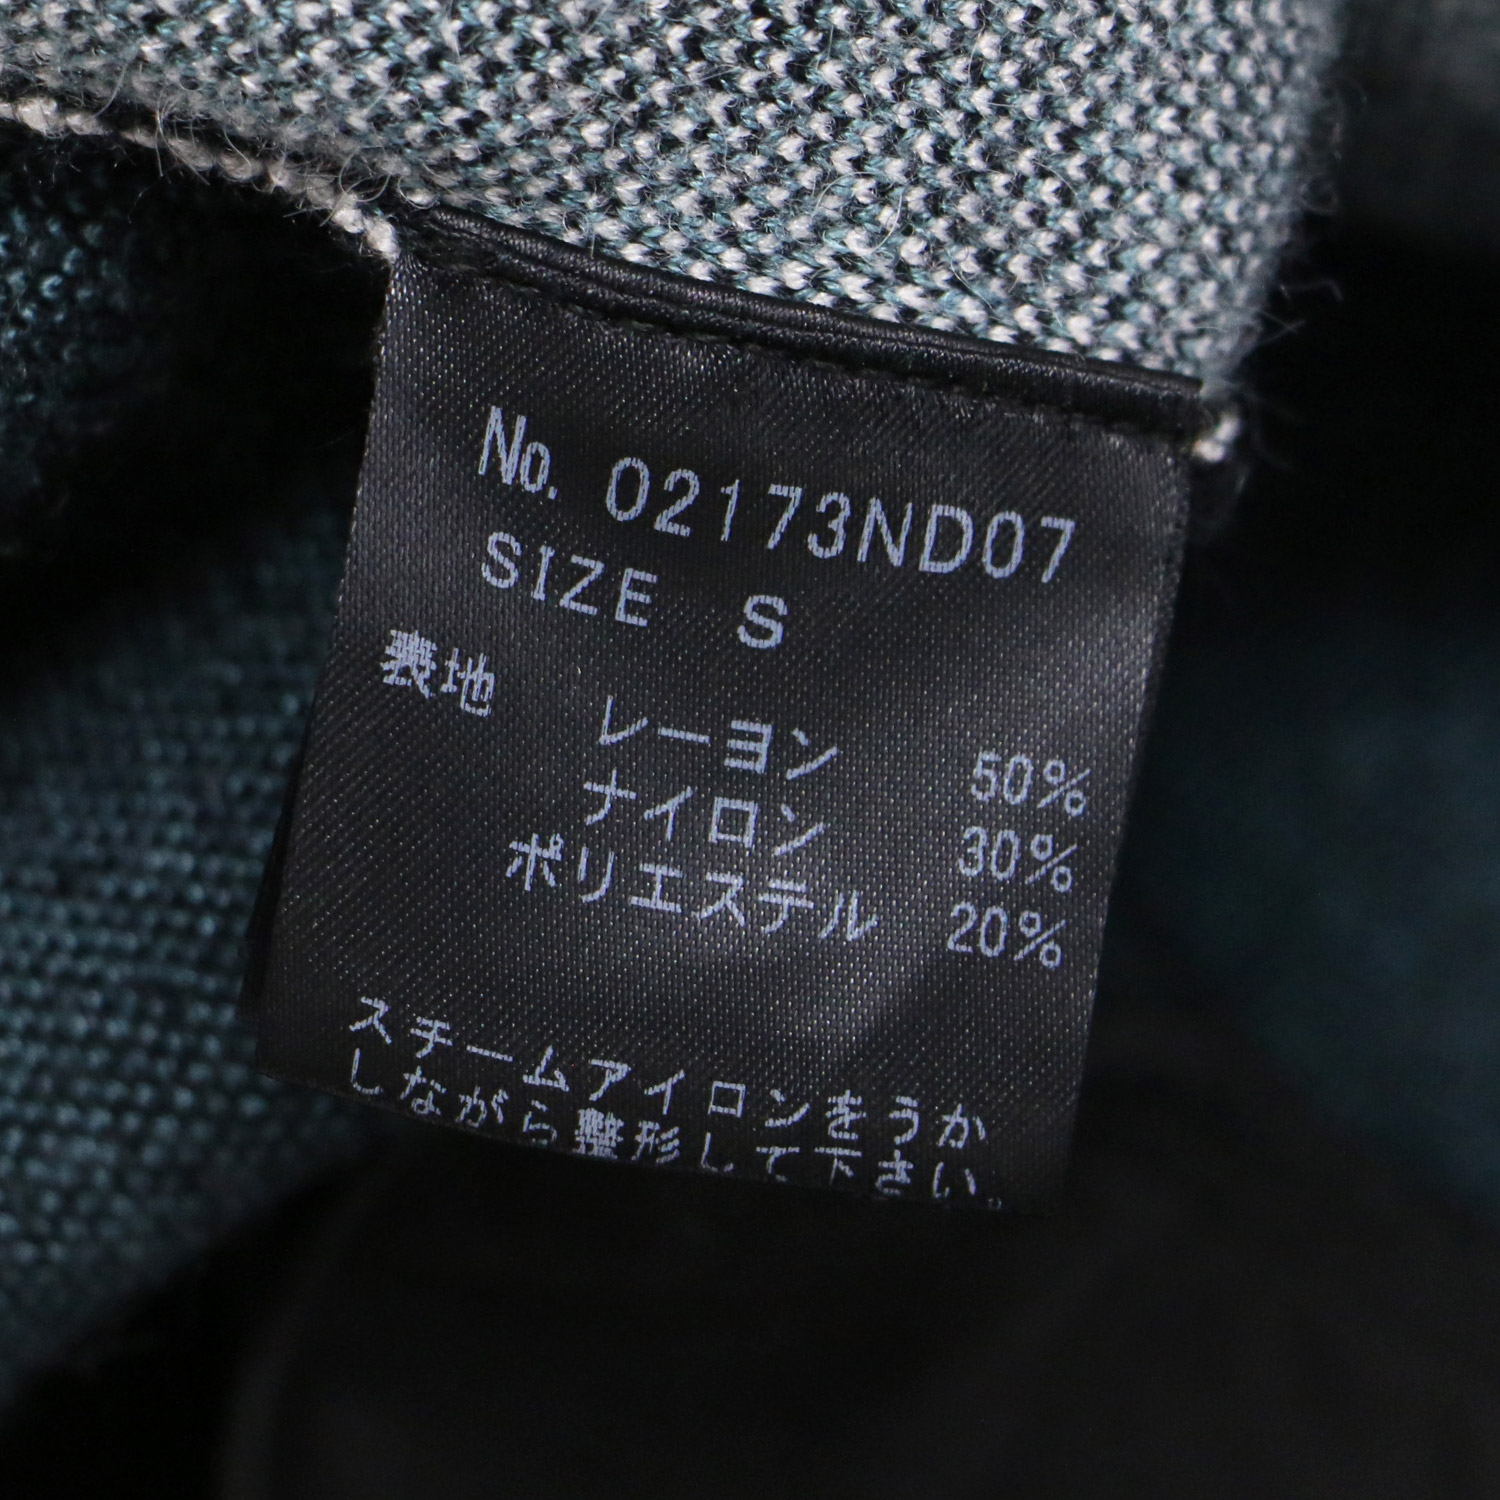 No. 02173ND07
SIZE S
表地 レーヨン 50%
ナイロン 30%
ポリエステル 20%
スチームアイロンをうか
しながら整形して下さい。